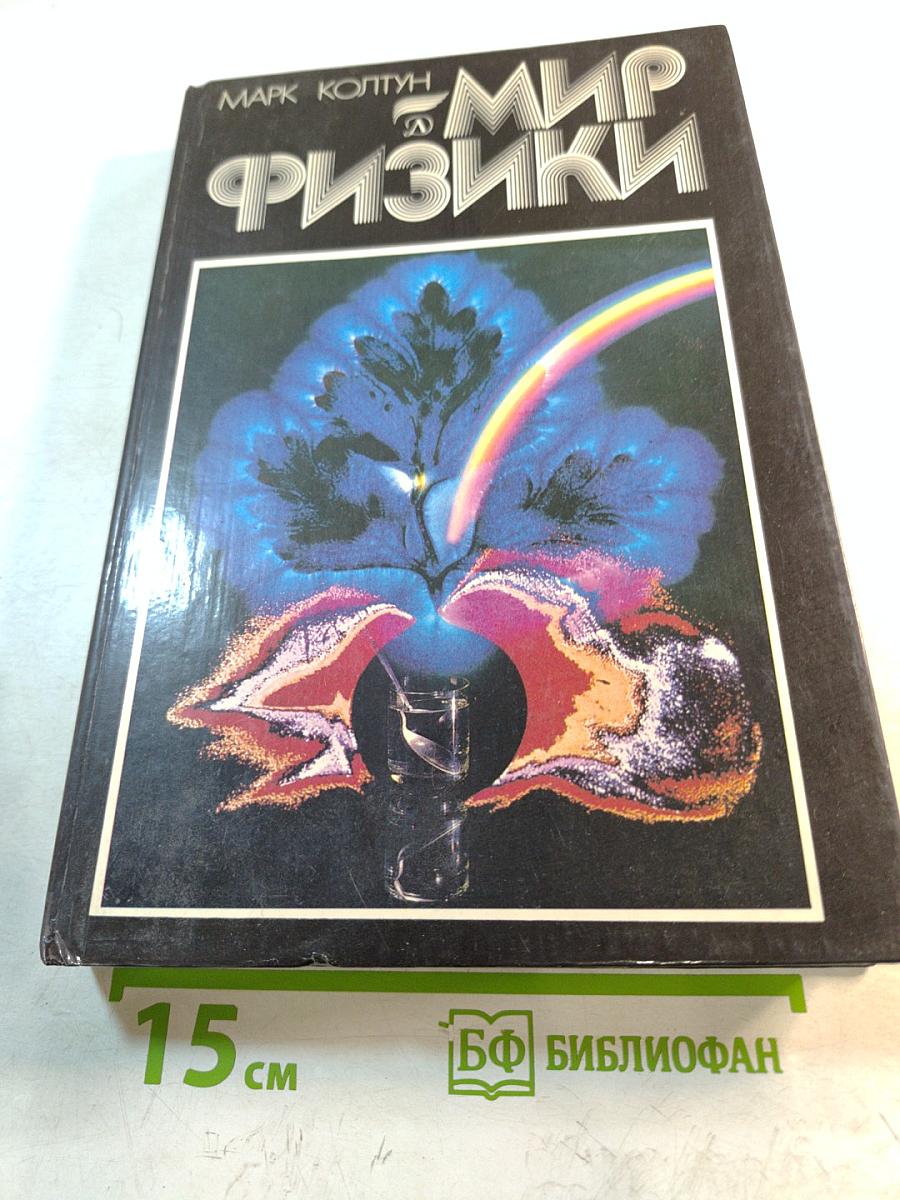 МАРК КОЛТУН
МИР
ФИЗИКИ
15 см
БФ БИБЛИОФАН